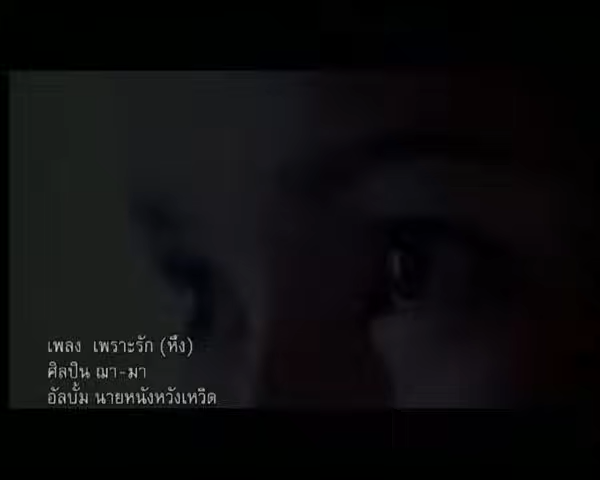 เพลง เพราะรัก (หึง)
ศิลปิน ฌา-มา
อัลบั้ม นายหนังหวังเหวิด